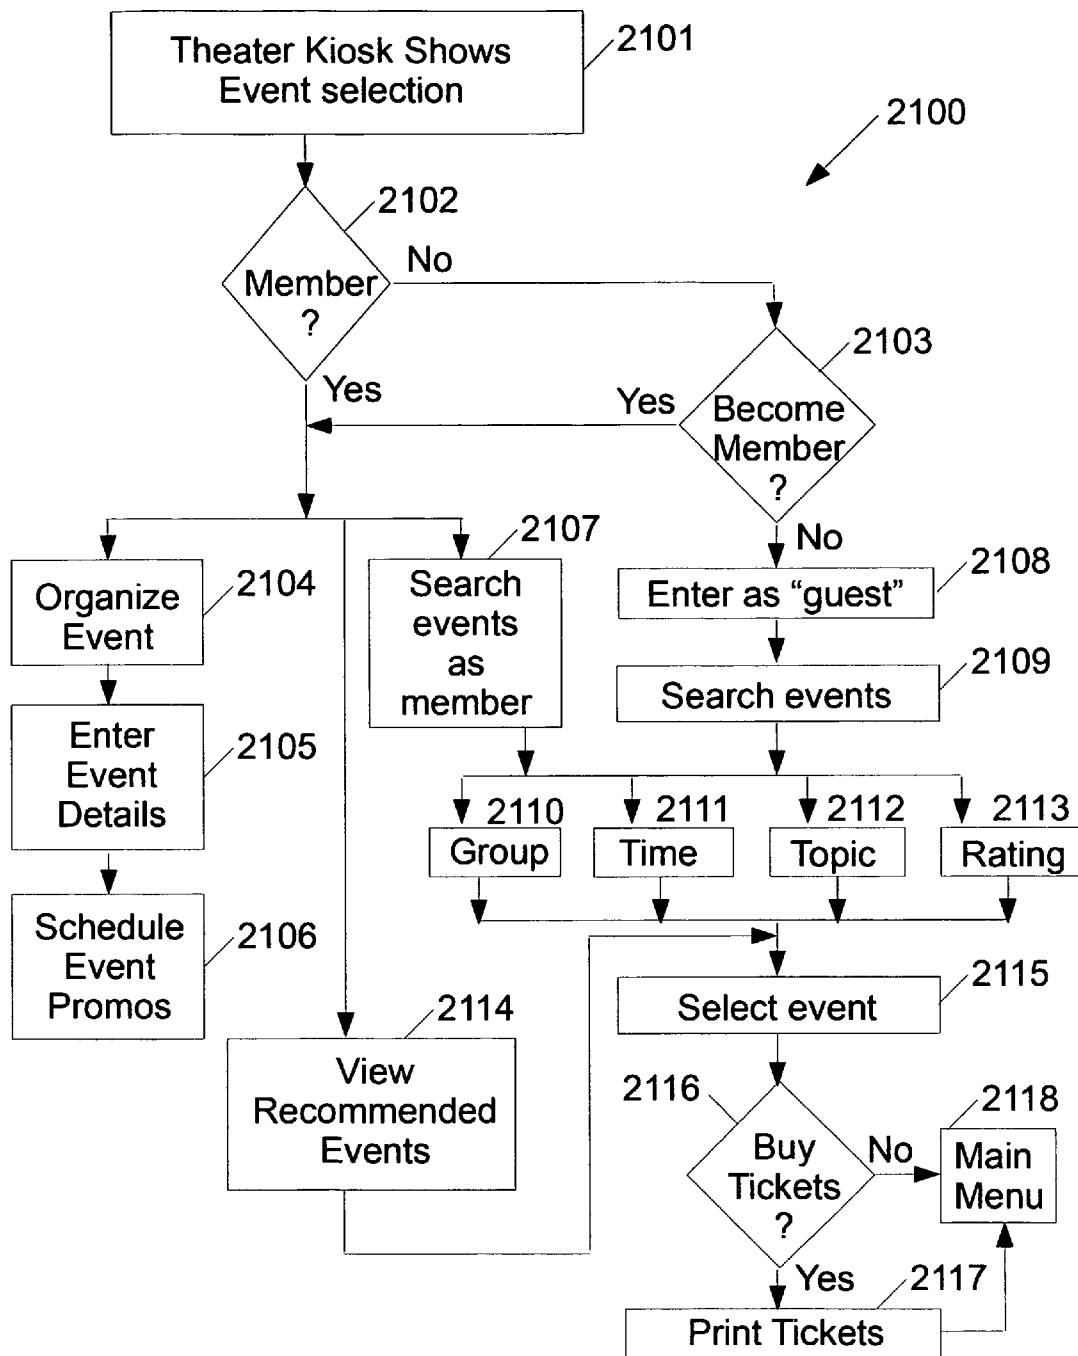 Theater Kiosk Shows
Event selection
2101
2100
2102
Member
?
No
Yes
2103
Become
Member
?
Yes
No
2104
Organize
Event
2105
Enter
Event
Details
2106
Schedule
Event
Promos
2107
Search
events
as
member
2108
Enter as “guest”
2109
Search events
2110
Group
2111
Time
2112
Topic
2113
Rating
2114
View
Recommended
Events
2115
Select event
2116
Buy
Tickets
?
No
Yes
2118
Main
Menu
2117
Print Tickets